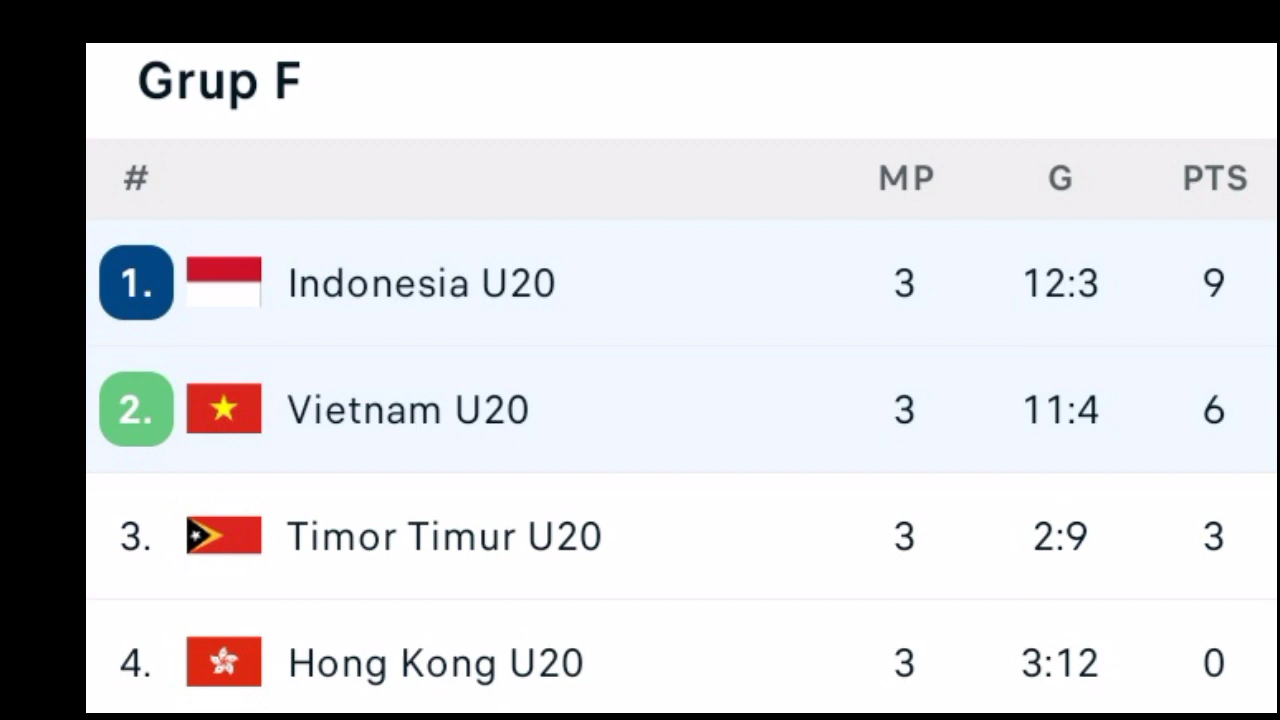 Grup F
# MP G PTS
1. Indonesia U20 3 12:3 9
2. Vietnam U20 3 11:4 6
3. Timor Timur U20 3 2:9 3
4. Hong Kong U20 3 3:12 0